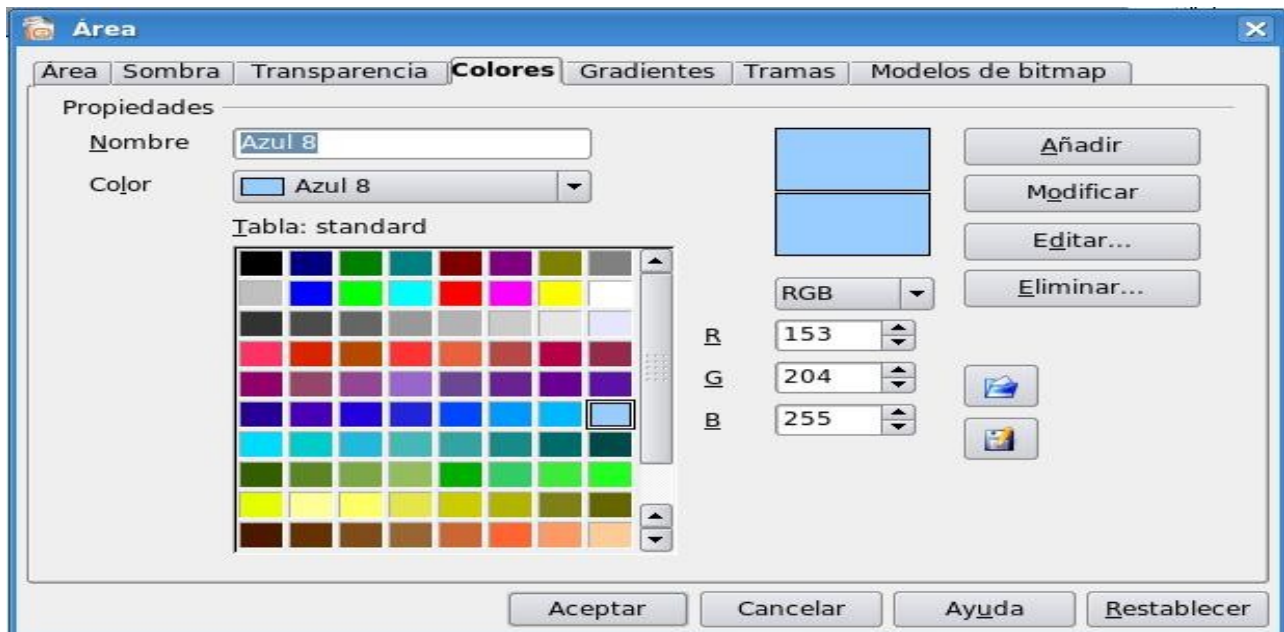 Área
Área Sombra Transparencia Colores Gradientes Tramas Modelos de bitmap
Propiedades
Nombre Azul 8 Añadir
Color Azul 8 Modificar
Tabla: standard Editar...
RGB Eliminar...
R 153
G 204
B 255
Aceptar Cancelar Ayuda Restablecer